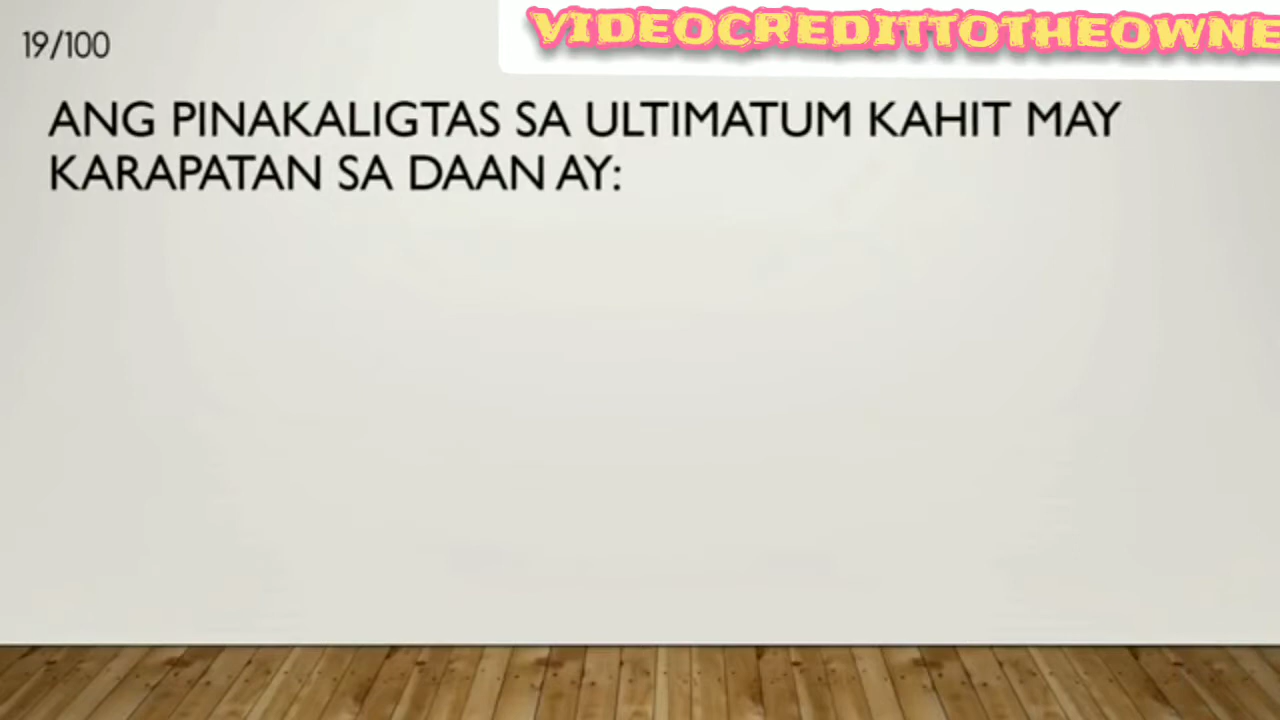 19/100
VIDEOCREDITTOTHEOWNE
ANG PINAKALIGTAS SA ULTIMATUM KAHIT MAY
KARAPATAN SA DAAN AY: